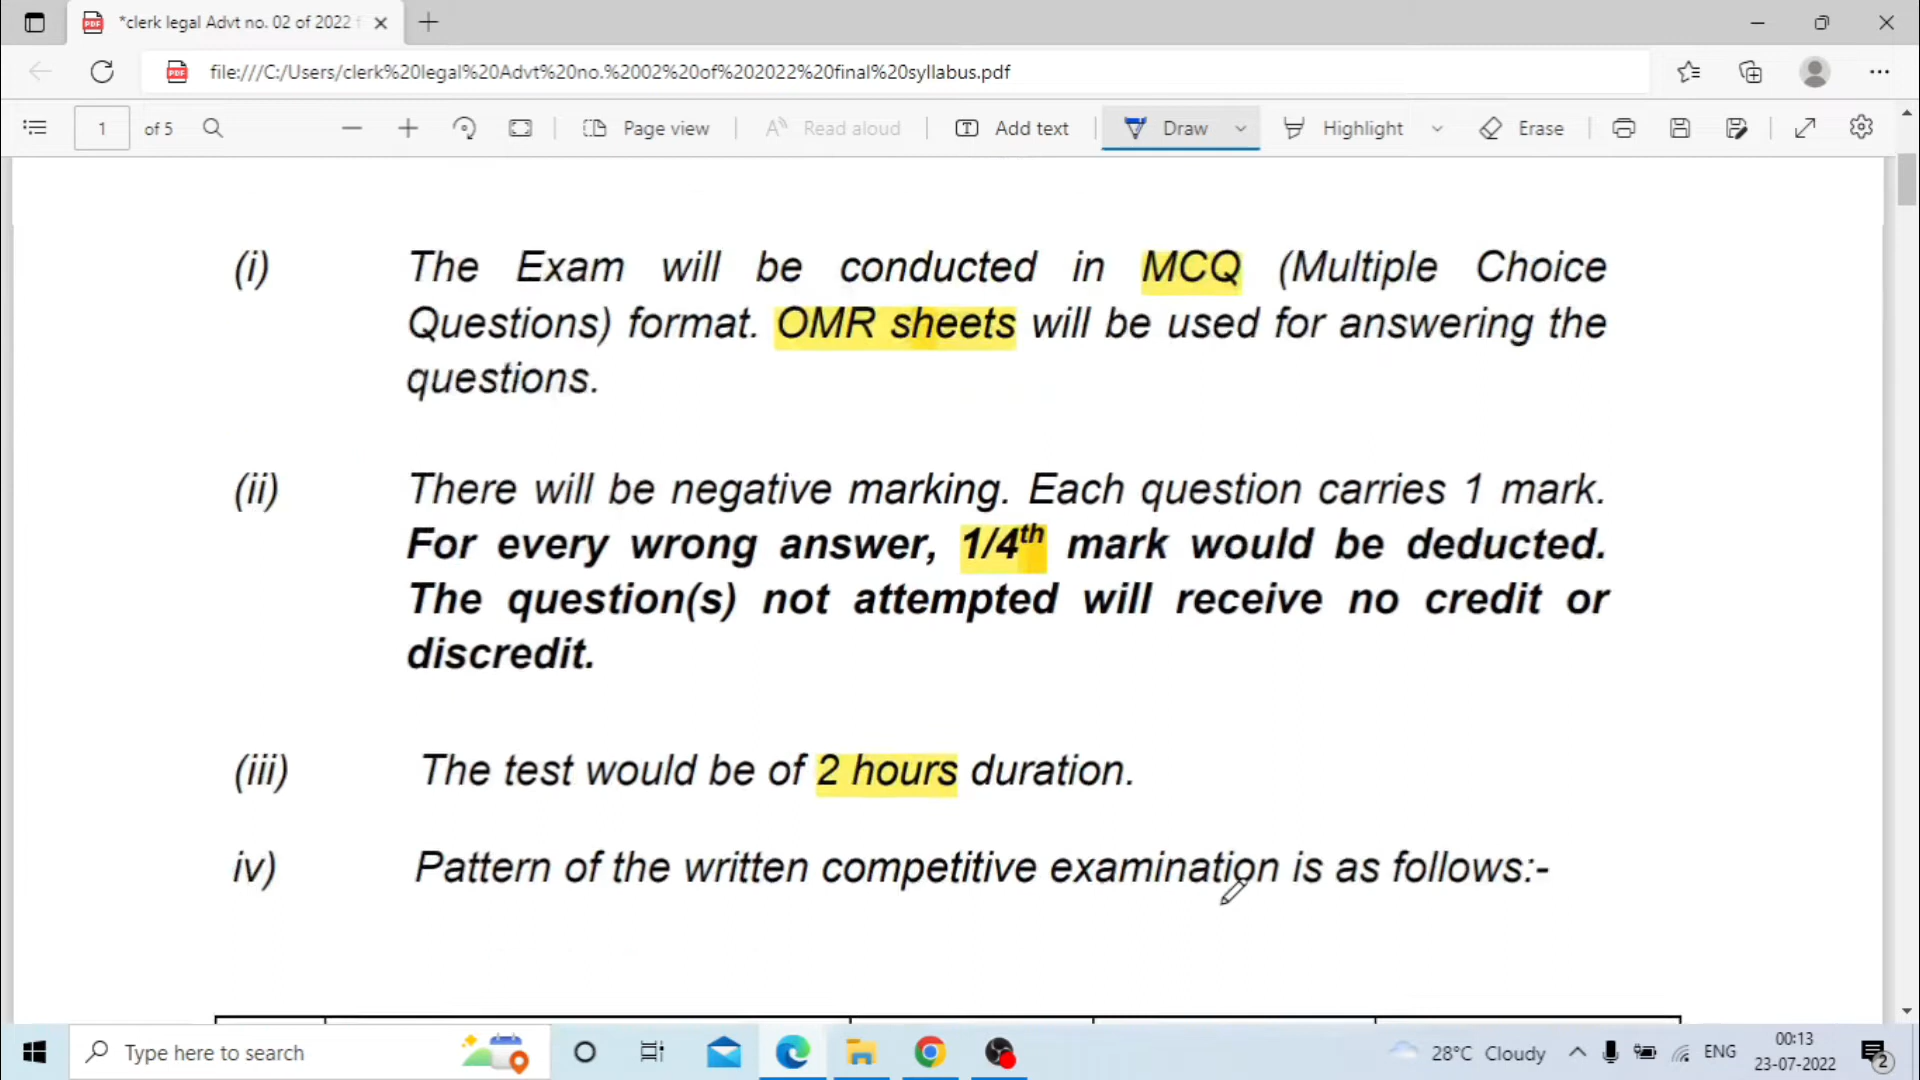 *clerk legal Advt no. 02 of 2022 f
file:///C:/Users/clerk%20legal%20Advt%20no.%2002%20of%202022%20final%20syllabus.pdf
1 of 5 Page view Read aloud Add text Draw Highlight Erase
(i) The Exam will be conducted in MCQ (Multiple Choice
Questions) format. OMR sheets will be used for answering the
questions.
(ii) There will be negative marking. Each question carries 1 mark.
For every wrong answer, 1/4th mark would be deducted.
The question(s) not attempted will receive no credit or
discredit.
(iii) The test would be of 2 hours duration.
iv) Pattern of the written competitive examination is as follows:-
Type here to search 28°C Cloudy ENG 00:13
23-07-2022 2